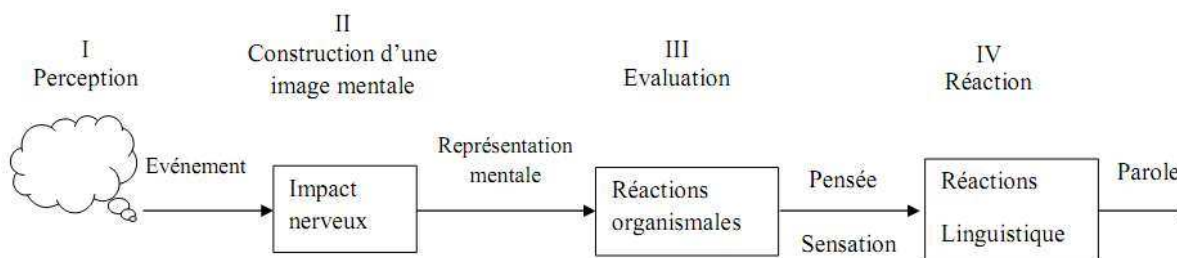 I
Perception
II
Construction d’une
image mentale
III
Evaluation
IV
Réaction
Evénement
Impact
nerveux
Représentation
mentale
Réactions
organismales
Pensée
Sensation
Réactions
Linguistique
Parole